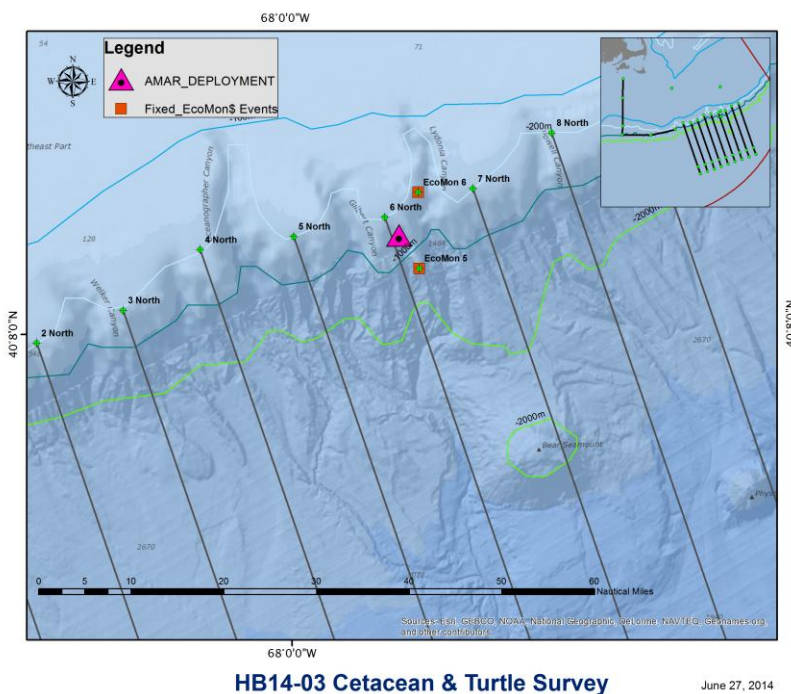 68°0'0"W
54
71
Legend
N
W
E
S
AMAR_DEPLOYMENT
Fixed_EcoMon$ Events
Lydonia Canyon
-200m
8 North
EcoMon 6
7 North
Oceanographer Canyon
6 North
Gilbert Canyon
5 North
4 North
120
1404
-1000m
EcoMon 5
-2000m
Welker Canyon
3 North
2 North
40°8'0"N
40°8'0"N
2670
-2000m
Bear Seamount
2670
0
5
10
20
30
40
50
60
Nautical Miles
Sources: Esri, GEBCO, NOAA, National Geographic, DeLorme, NAVTEQ, Geonames.org,
and other contributors
68°0'0"W
HB14-03 Cetacean & Turtle Survey
June 27, 2014